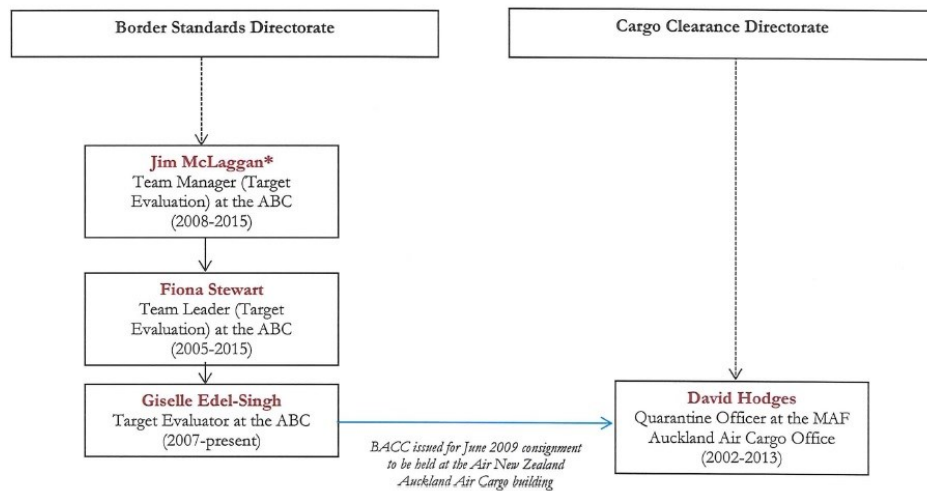 Border Standards Directorate
Cargo Clearance Directorate
Jim McLaggan*
Team Manager (Target
Evaluation) at the ABC
(2008-2015)
Fiona Stewart
Team Leader (Target
Evaluation) at the ABC
(2005-2015)
Giselle Edel-Singh
Target Evaluator at the ABC
(2007-present)
BACC issued for June 2009 consignment
to be held at the Air New Zealand
Auckland Air Cargo building
David Hodges
Quarantine Officer at the MAF
Auckland Air Cargo Office
(2002-2013)